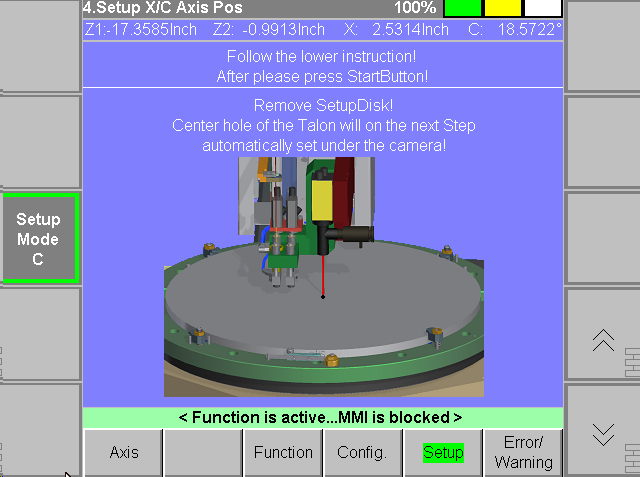 4.Setup X/C Axis Pos 100%
Z1:-17.3585Inch Z2: -0.9913Inch X: 2.5314Inch C: 18.5722°
Follow the lower instruction!
After please press StartButton!
Remove SetupDisk!
Center hole of the Talon will on the next Step
automatically set under the camera!
Setup
Mode
C
< Function is active...MMI is blocked >
Axis Function Config. Setup Error/
Warning